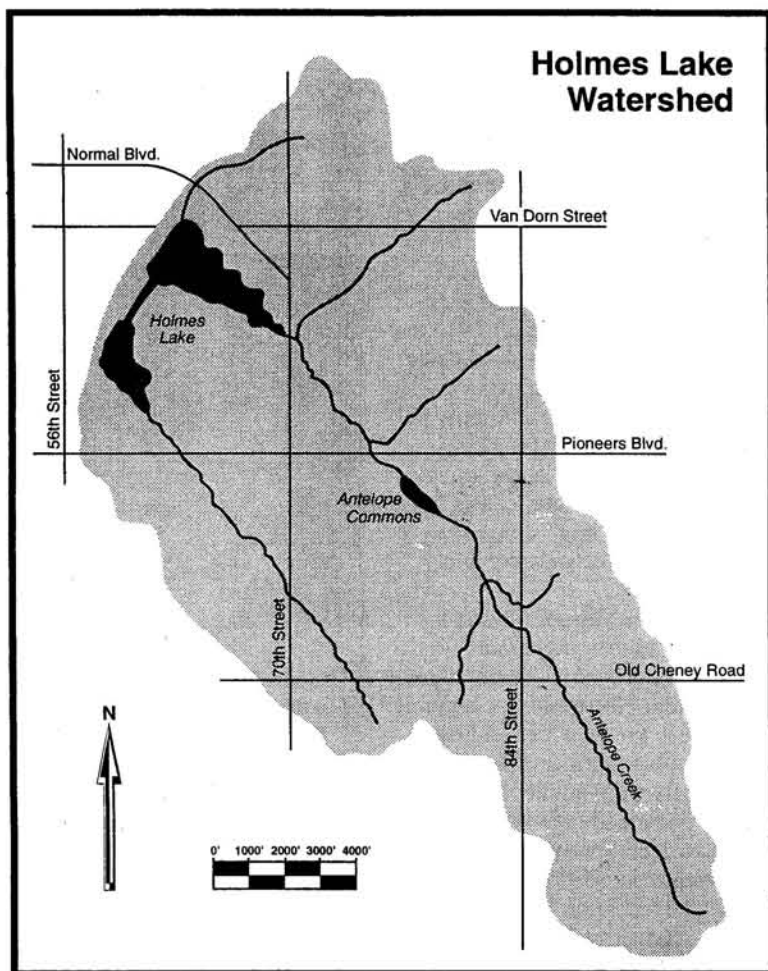 Holmes Lake
Watershed
Normal Blvd.
Van Dorn Street
Holmes
Lake
56th Street
Pioneers Blvd.
Antelope
Commons
70th Street
Old Cheney Road
84th Street
Antelope Creek
N
0' 1000' 2000' 3000' 4000'